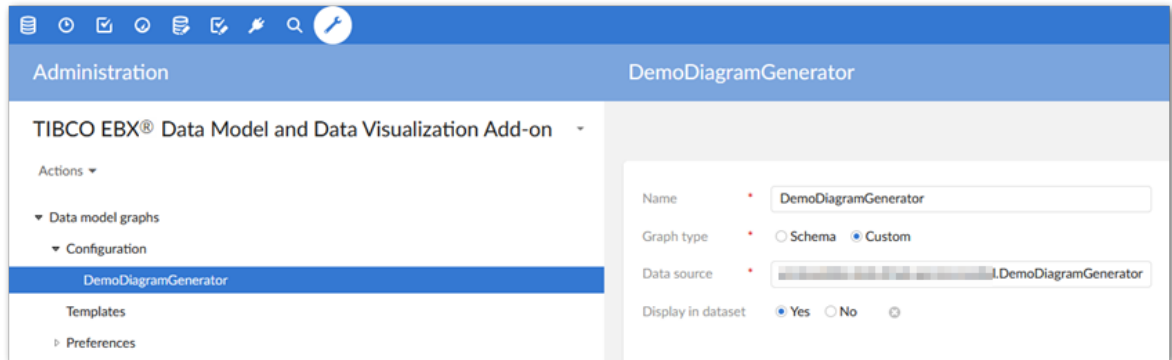 Administration
DemoDiagramGenerator
TIBCO EBX® Data Model and Data Visualization Add-on
Actions
Data model graphs
Configuration
DemoDiagramGenerator
Templates
Preferences
Name * DemoDiagramGenerator
Graph type * Schema Custom
Data source * l.DemoDiagramGenerator
Display in dataset Yes No